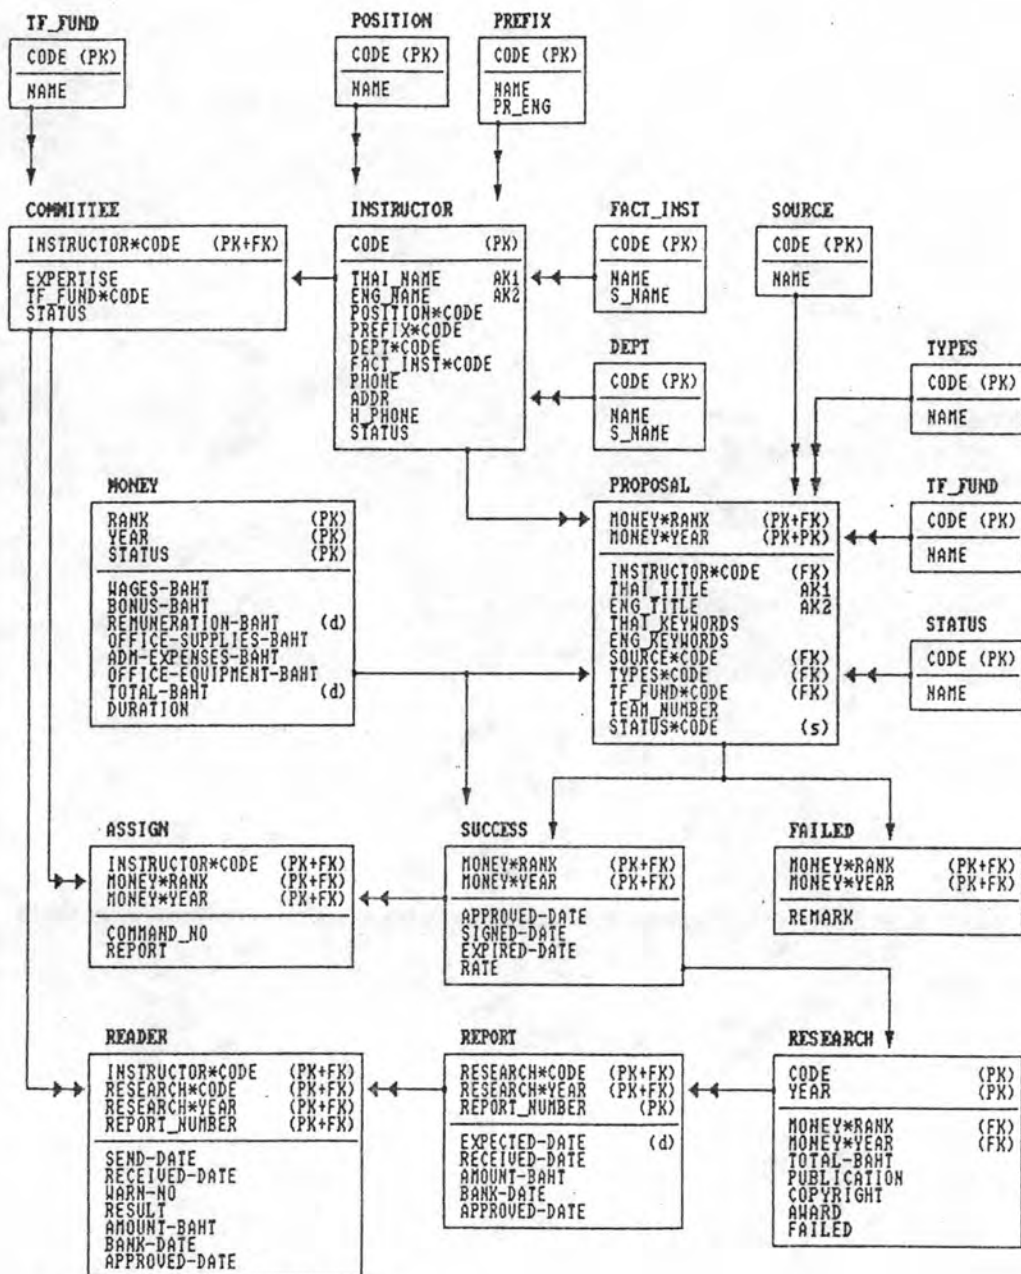 TF_FUND
CODE (PK)
NAME
POSITION
CODE (PK)
NAME
PREFIX
CODE (PK)
NAME
PR_ENG
COMMITTEE
INSTRUCTOR*CODE (PK+FK)
EXPERTISE
TF_FUND*CODE
STATUS
INSTRUCTOR
CODE (PK)
THAI_NAME AK1
ENG_NAME AK2
POSITION*CODE
PREFIX*CODE
DEPT*CODE
FACT_INST*CODE
PHONE
ADDR
H_PHONE
STATUS
FACT_INST
CODE (PK)
NAME
S_NAME
SOURCE
CODE (PK)
NAME
DEPT
CODE (PK)
NAME
S_NAME
TYPES
CODE (PK)
NAME
MONEY
RANK (PK)
YEAR (PK)
STATUS (PK)
WAGES-BAHT
BONUS-BAHT
REMUNERATION-BAHT (d)
OFFICE-SUPPLIES-BAHT
ADM-EXPENSES-BAHT
OFFICE-EQUIPMENT-BAHT
TOTAL-BAHT (d)
DURATION
PROPOSAL
MONEY*RANK (PK+FK)
MONEY*YEAR (PK+PK)
INSTRUCTOR*CODE (FK)
THAI_TITLE AK1
ENG_TITLE AK2
THAI_KEYWORDS
ENG_KEYWORDS
SOURCE*CODE (FK)
TYPES*CODE (FK)
TF_FUND*CODE (FK)
TEAM_NUMBER
STATUS*CODE (s)
TF_FUND
CODE (PK)
NAME
STATUS
CODE (PK)
NAME
ASSIGN
INSTRUCTOR*CODE (PK+FK)
MONEY*RANK (PK+FK)
MONEY*YEAR (PK+FK)
COMMAND_NO
REPORT
SUCCESS
MONEY*RANK (PK+FK)
MONEY*YEAR (PK+FK)
APPROVED-DATE
SIGNED-DATE
EXPIRED-DATE
RATE
FAILED
MONEY*RANK (PK+FK)
MONEY*YEAR (PK+FK)
REMARK
READER
INSTRUCTOR*CODE (PK+FK)
RESEARCH*CODE (PK+FK)
RESEARCH*YEAR (PK+FK)
REPORT_NUMBER (PK+FK)
SEND-DATE
RECEIVED-DATE
WARN-NO
RESULT
AMOUNT-BAHT
BANK-DATE
APPROVED-DATE
REPORT
RESEARCH*CODE (PK+FK)
RESEARCH*YEAR (PK+FK)
REPORT_NUMBER (PK)
EXPECTED-DATE (d)
RECEIVED-DATE
AMOUNT-BAHT
BANK-DATE
APPROVED-DATE
RESEARCH
CODE (PK)
YEAR (PK)
MONEY*RANK (FK)
MONEY*YEAR (FK)
TOTAL-BAHT
PUBLICATION
COPYRIGHT
AWARD
FAILED